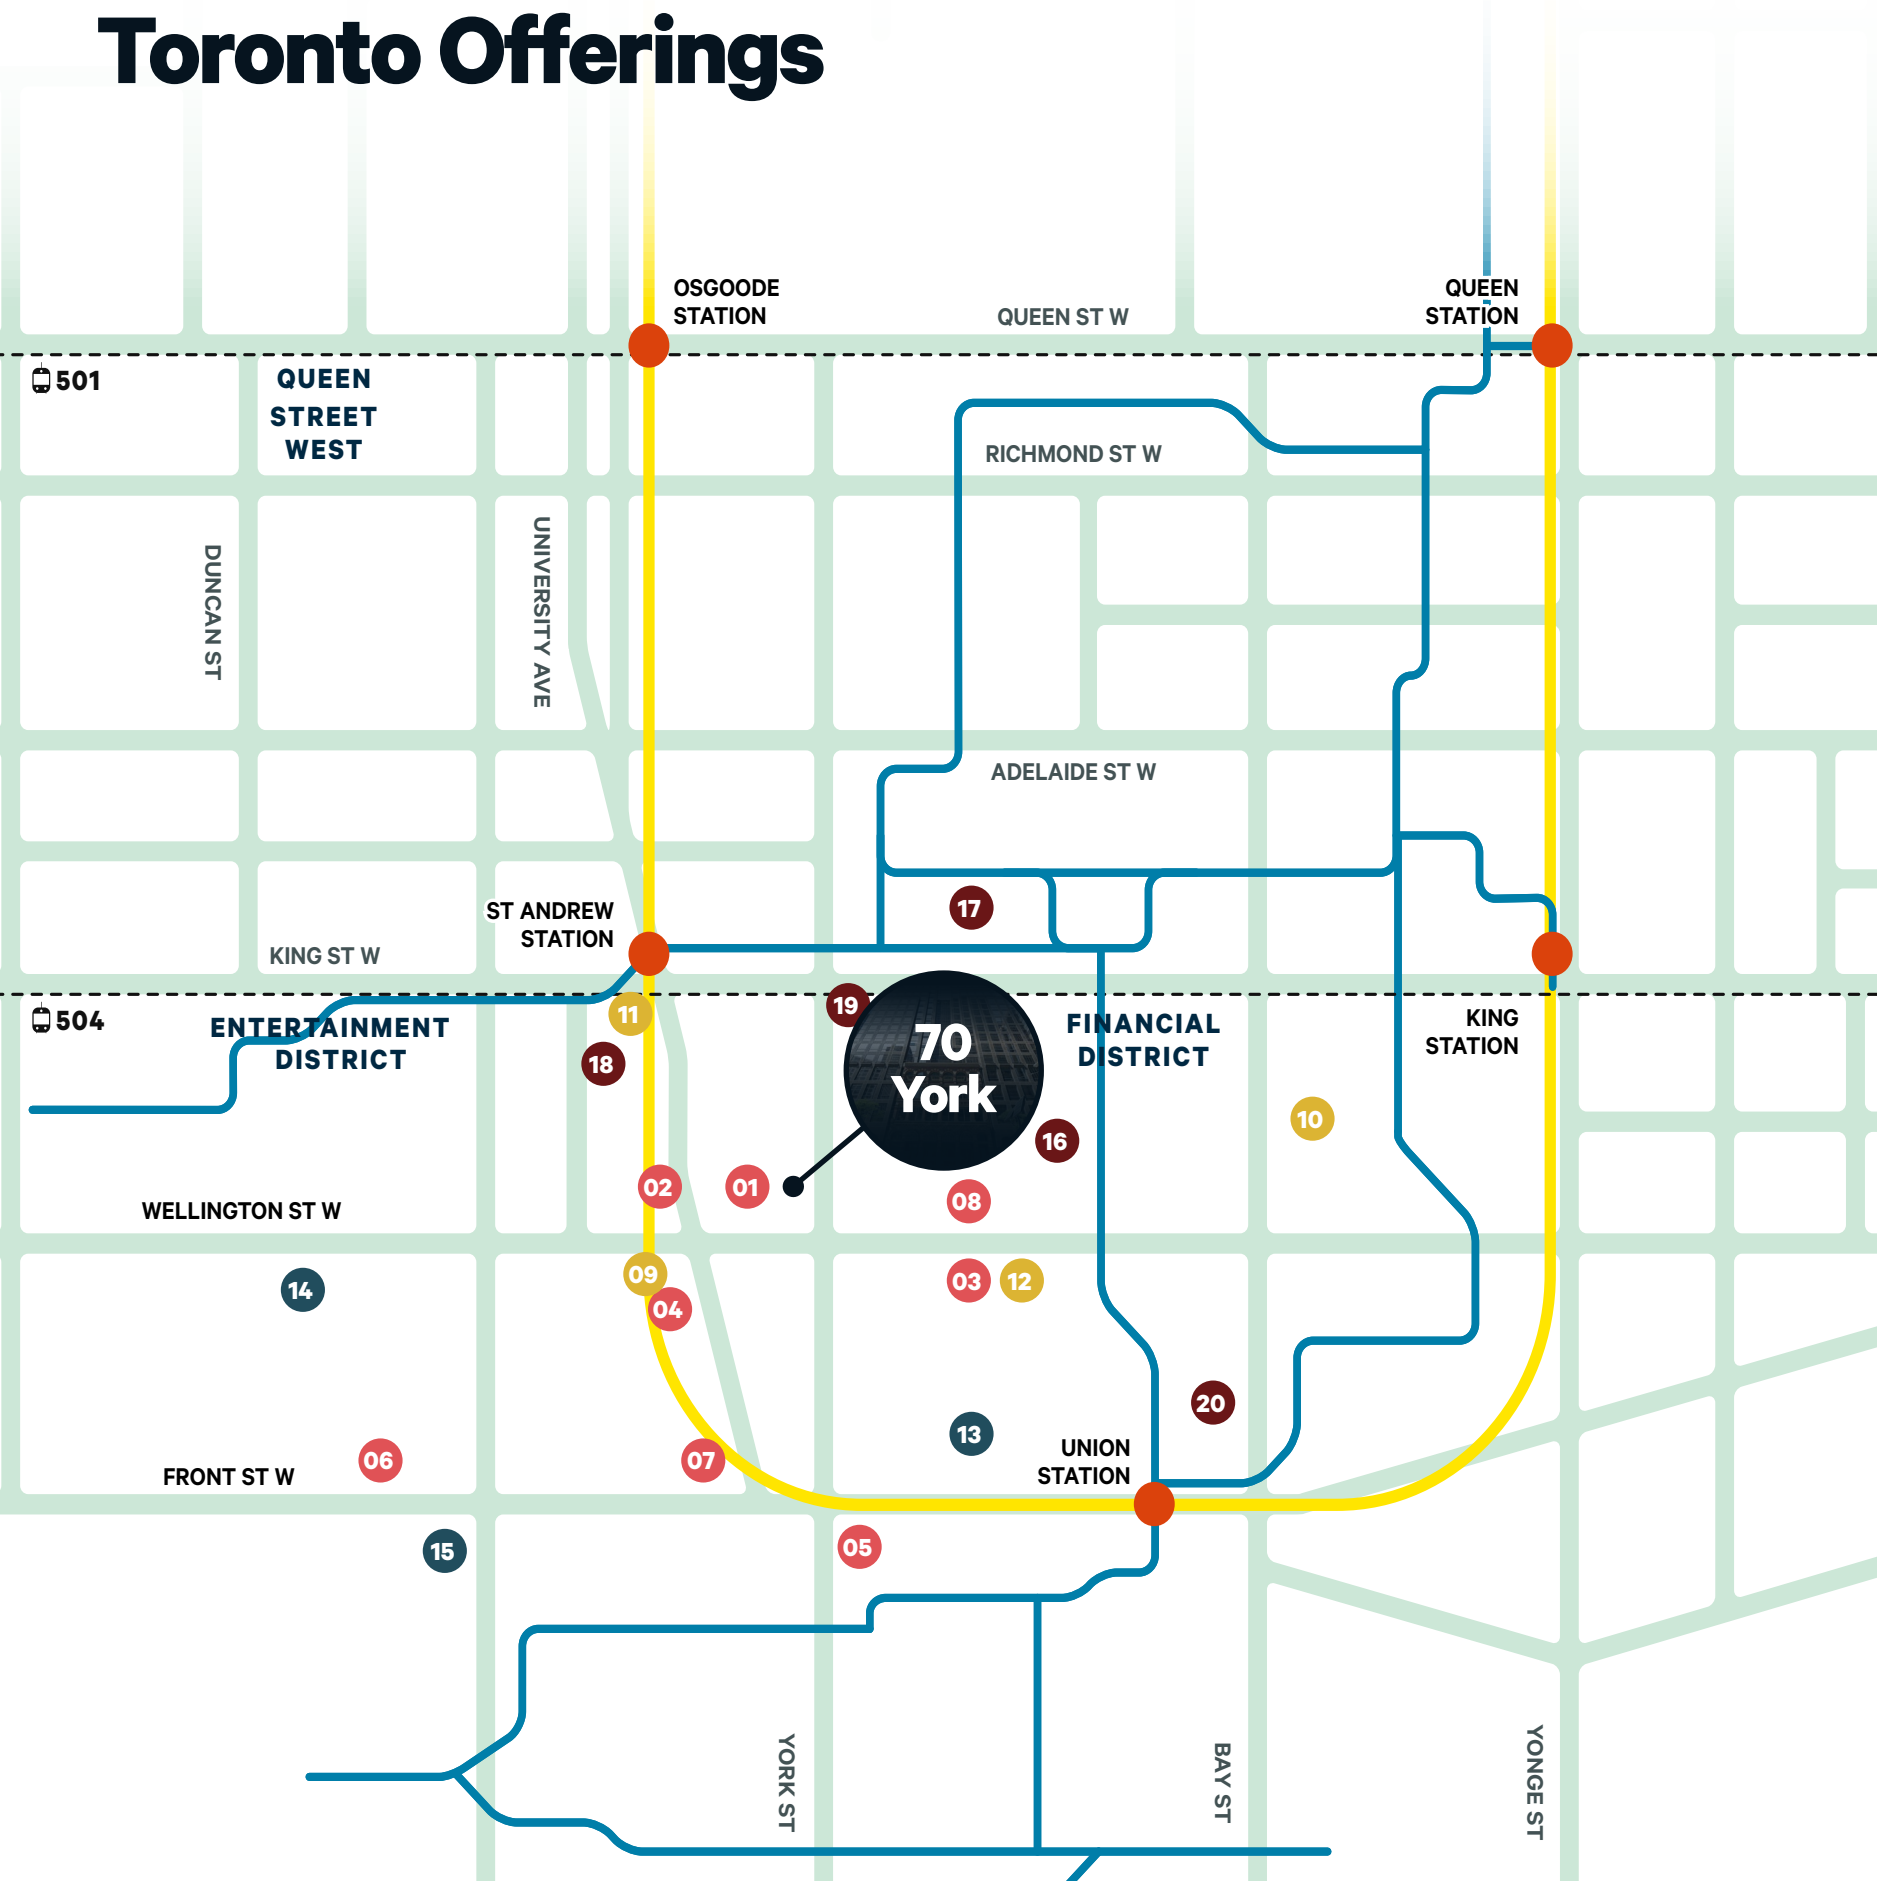 Toronto Offerings
OSGOODE
STATION
QUEEN ST W
QUEEN
STATION
501
QUEEN
STREET
WEST
RICHMOND ST W
DUNCAN ST
UNIVERSITY AVE
ADELAIDE ST W
ST ANDREW
STATION
17
KING ST W
504
ENTERTAINMENT
DISTRICT
11
18
19
70
York
FINANCIAL
DISTRICT
KING
STATION
10
16
02
01
08
WELLINGTON ST W
14
09
04
03
12
20
13
UNION
STATION
06
07
FRONT ST W
15
05
YORK ST
BAY ST
YONGE ST